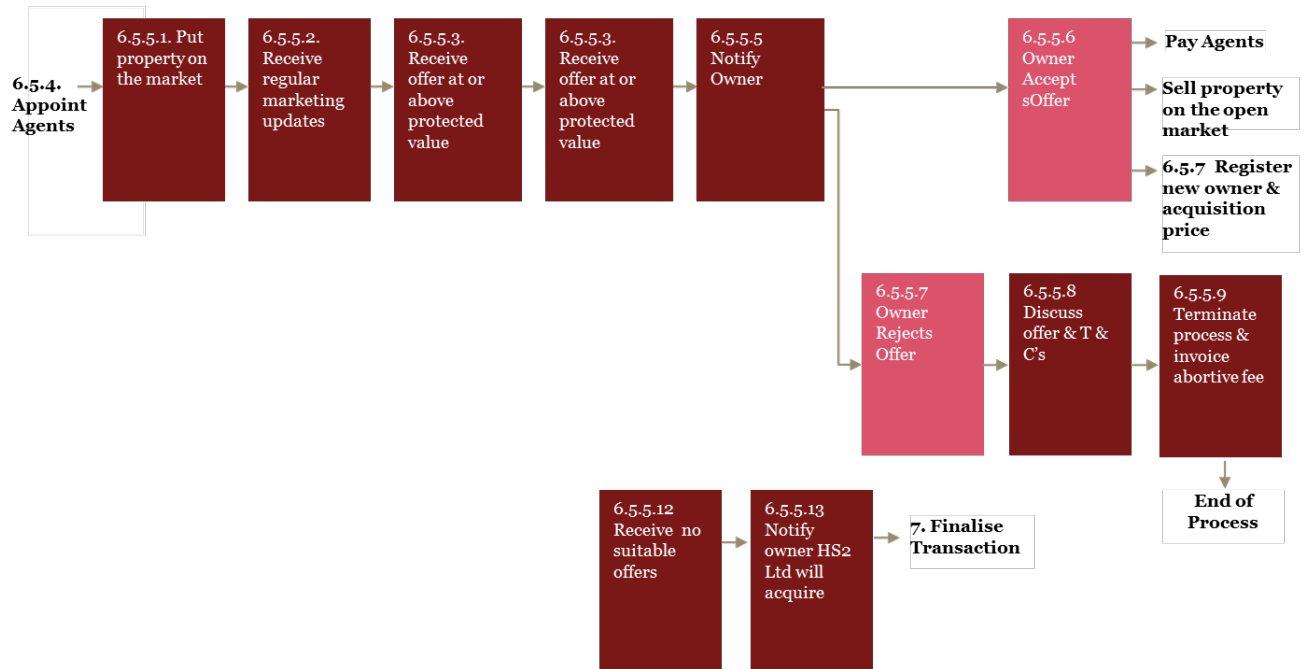 6.5.4.
Appoint
Agents
6.5.5.1. Put
property on
the market
6.5.5.2.
Receive
regular
marketing
updates
6.5.5.3.
Receive
offer at or
above
protected
value
6.5.5.3.
Receive
offer at or
above
protected
value
6.5.5.5
Notify
Owner
6.5.5.6
Owner
Accept
sOffer
Pay Agents
Sell property
on the open
market
6.5.7 Register
new owner &
acquisition
price
6.5.5.7
Owner
Rejects
Offer
6.5.5.8
Discuss
offer & T &
C’s
6.5.5.9
Terminate
process &
invoice
abortive fee
End of
Process
6.5.5.12
Receive no
suitable
offers
6.5.5.13
Notify
owner HS2
Ltd will
acquire
7. Finalise
Transaction